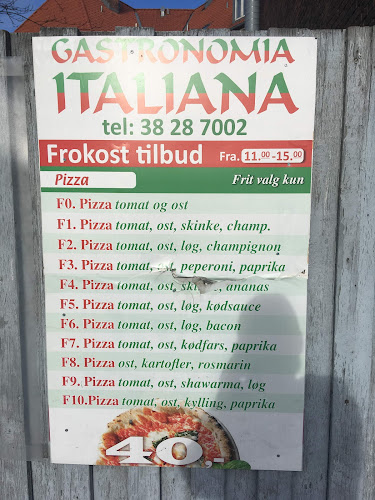 GASTRONOMIA
ITALIANA
tel: 38 28 7002
Frokost tilbud Fra. 11.00-15.00
Pizza Frit valg kun
F0. Pizza tomat og ost
F1. Pizza tomat, ost, skinke, champ.
F2. Pizza tomat, ost, løg, champignon
F3. Pizza tomat, ost, peperoni, paprika
F4. Pizza tomat, ost, ananas
F5. Pizza tomat, ost, løg, kødsauce
F6. Pizza tomat, ost, løg, bacon
F7. Pizza tomat, ost, kødfars, paprika
F8. Pizza ost, kartofler, rosmarin
F9. Pizza tomat, ost, shawarma, løg
F10.Pizza tomat, ost, kylling, paprika
40.